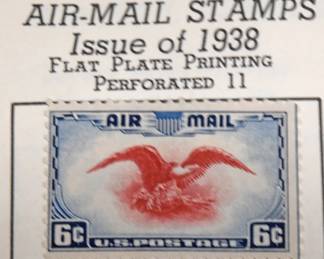 AIR-MAIL STAMPS
Issue of 1938
FLAT PLATE PRINTING
PERFORATED 11
AIR MAIL
6¢ U.S. POSTAGE 6¢